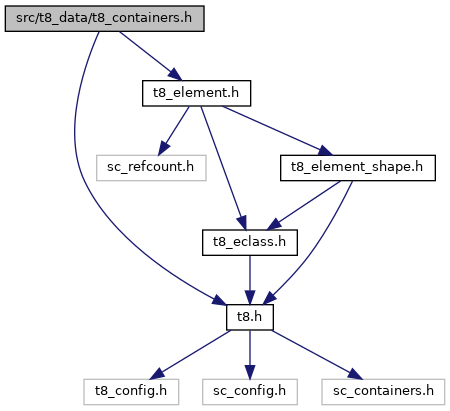 src/t8_data/t8_containers.h
t8_element.h
sc_refcount.h
t8_element_shape.h
t8_eclass.h
t8.h
t8_config.h
sc_config.h
sc_containers.h